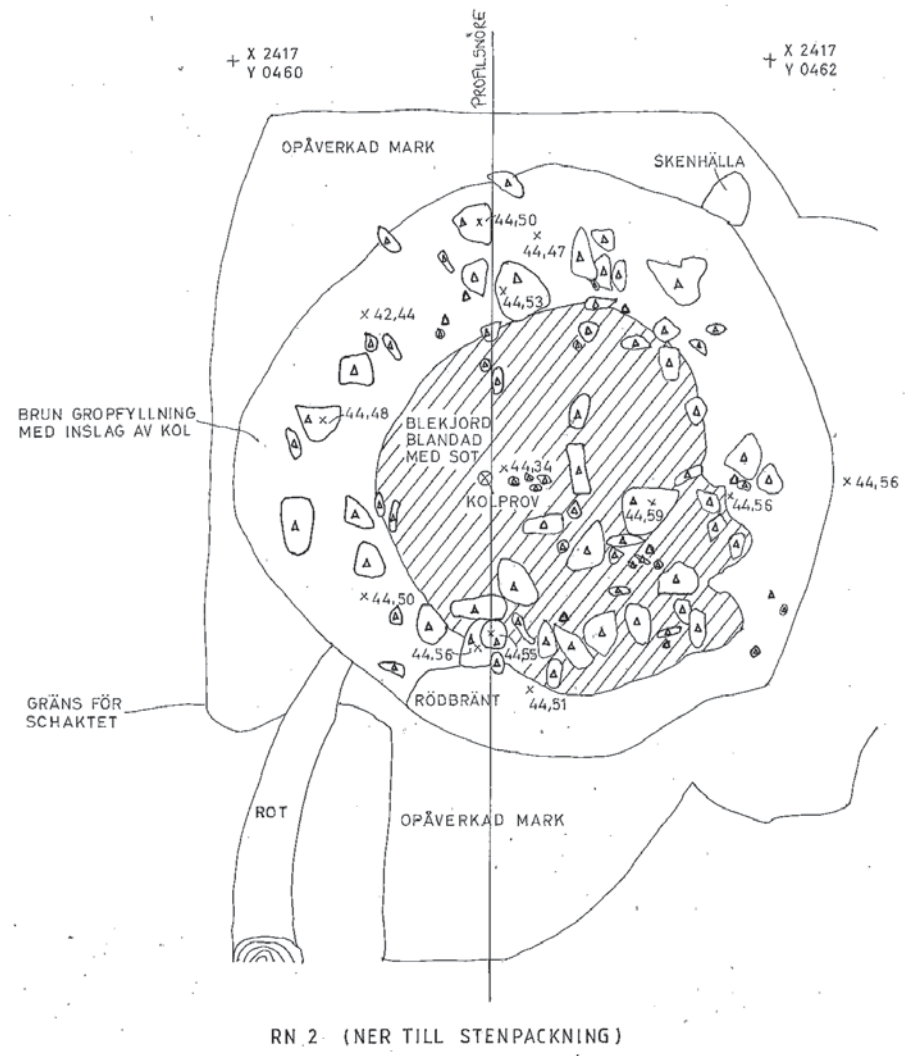 PROFILSNÖRE
+ X 2417
Y 0460
+ X 2417
Y 0462
OPÅVERKAD MARK
SKENHÄLLA
×44,50
×
44,47
×
44,53
×42,44
BRUN GROPFYLLNING
MED INSLAG AV KOL
×44,48
BLEKJORD
BLANDAD
MED SOT
×44,34
KOLPROV
×
44,59
×
44,56
×44,56
×44,50
44,56×
×
44,55
RÖDBRÄNT
×
44,51
GRÄNS FÖR
SCHAKTET
ROT
OPÅVERKAD MARK
RN 2 (NER TILL STENPACKNING)